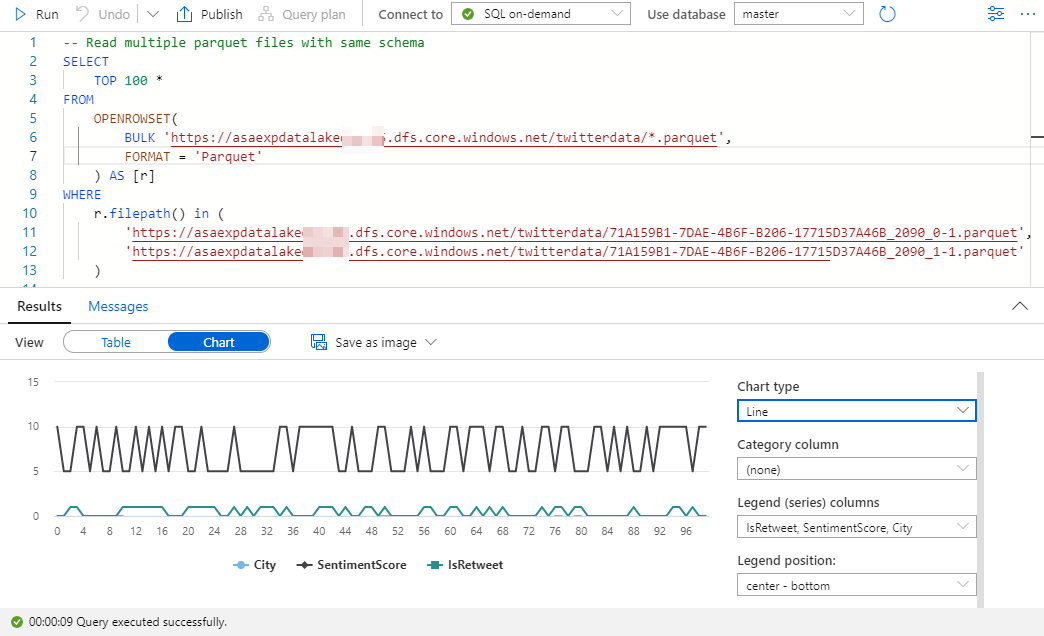 Run Undo Publish Query plan Connect to SQL on-demand Use database master
1 -- Read multiple parquet files with same schema
2 SELECT
3 TOP 100 *
4 FROM
5 OPENROWSET(
6 BULK 'https://asaexpdatalake .dfs.core.windows.net/twitterdata/*.parquet',
7 FORMAT = 'Parquet'
8 ) AS [r]
9 WHERE
10 r.filepath() in (
11 'https://asaexpdatalake .dfs.core.windows.net/twitterdata/71A159B1-7DAE-4B6F-B206-17715D37A46B_2090_0-1.parquet',
12 'https://asaexpdatalake .dfs.core.windows.net/twitterdata/71A159B1-7DAE-4B6F-B206-17715D37A46B_2090_1-1.parquet'
13 )
Results Messages
View Table Chart Save as image
15
10
5
0
0 4 8 12 16 20 24 28 32 36 40 44 48 52 56 60 64 68 72 76 80 84 88 92 96
City SentimentScore IsRetweet
Chart type
Line
Category column
(none)
Legend (series) columns
IsRetweet, SentimentScore, City
Legend position:
center - bottom
00:00:09 Query executed successfully.